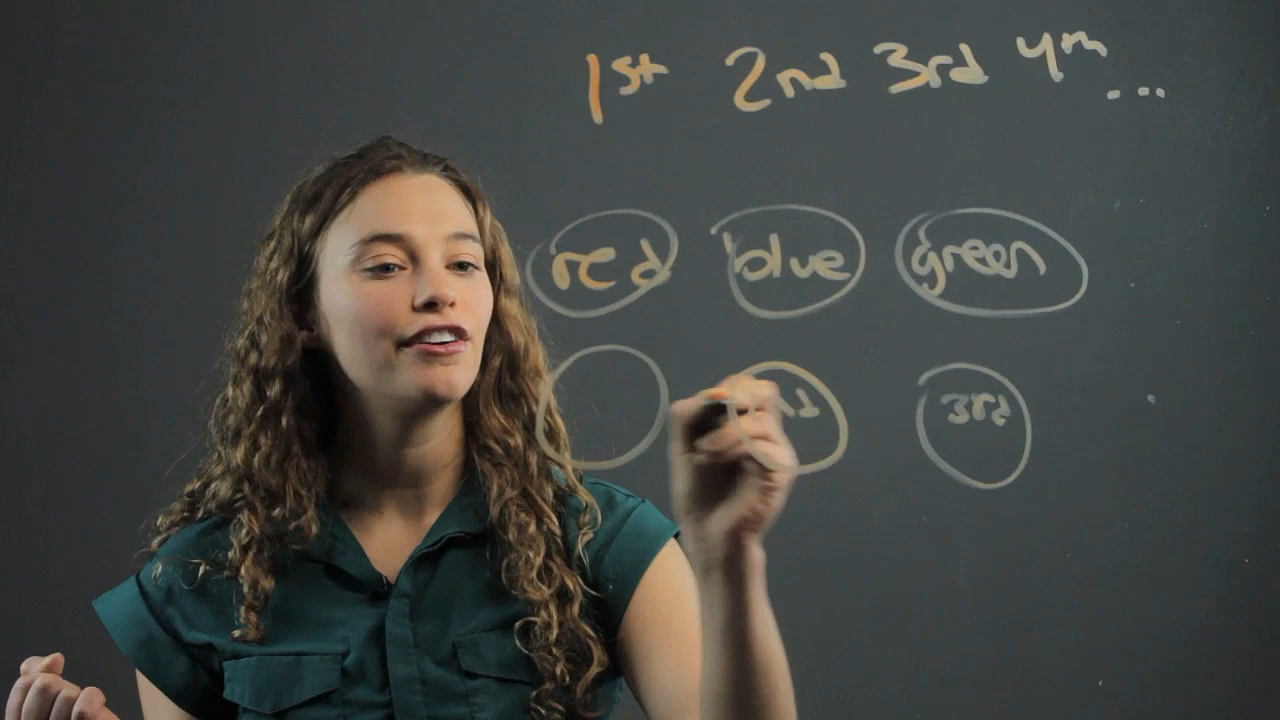 1st 2nd 3rd 4th ...
red blue green
3rd